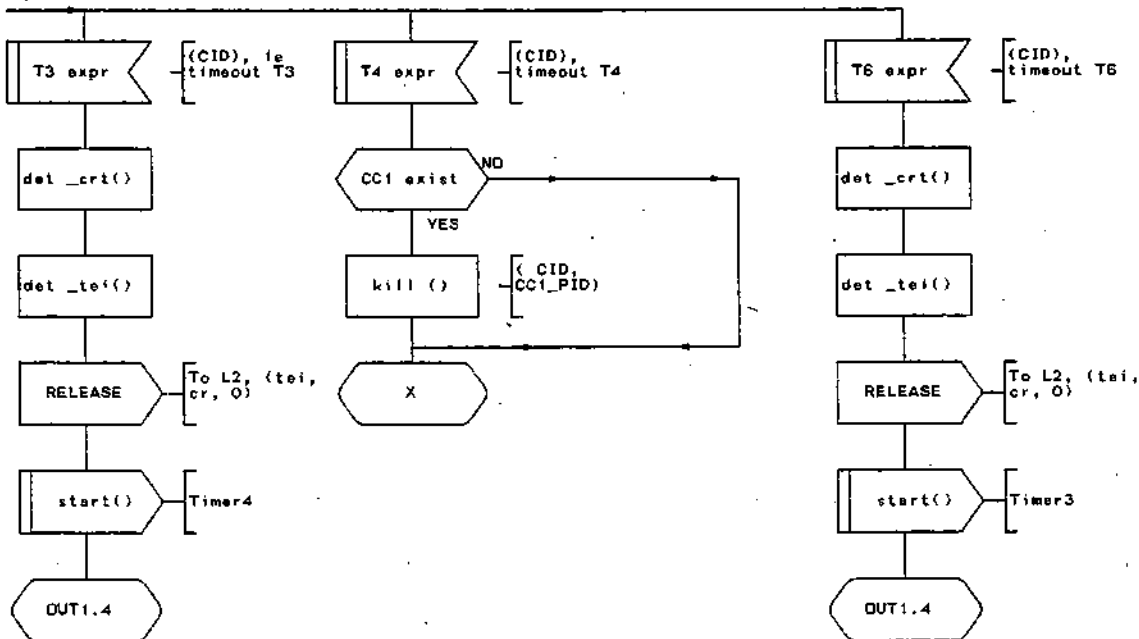 T3 expr
(CID), ie
timeout T3
det _crt()
det _tei()
RELEASE
To L2, (tei,
cr, 0)
start()
Timer4
OUT1.4
T4 expr
(CID),
timeout T4
CC1 exist
NO
YES
kill ()
( CID,
CC1_PID)
X
T6 expr
(CID),
timeout T6
det _crt()
det _tei()
RELEASE
To L2, (tei,
cr, 0)
start()
Timer3
OUT1.4